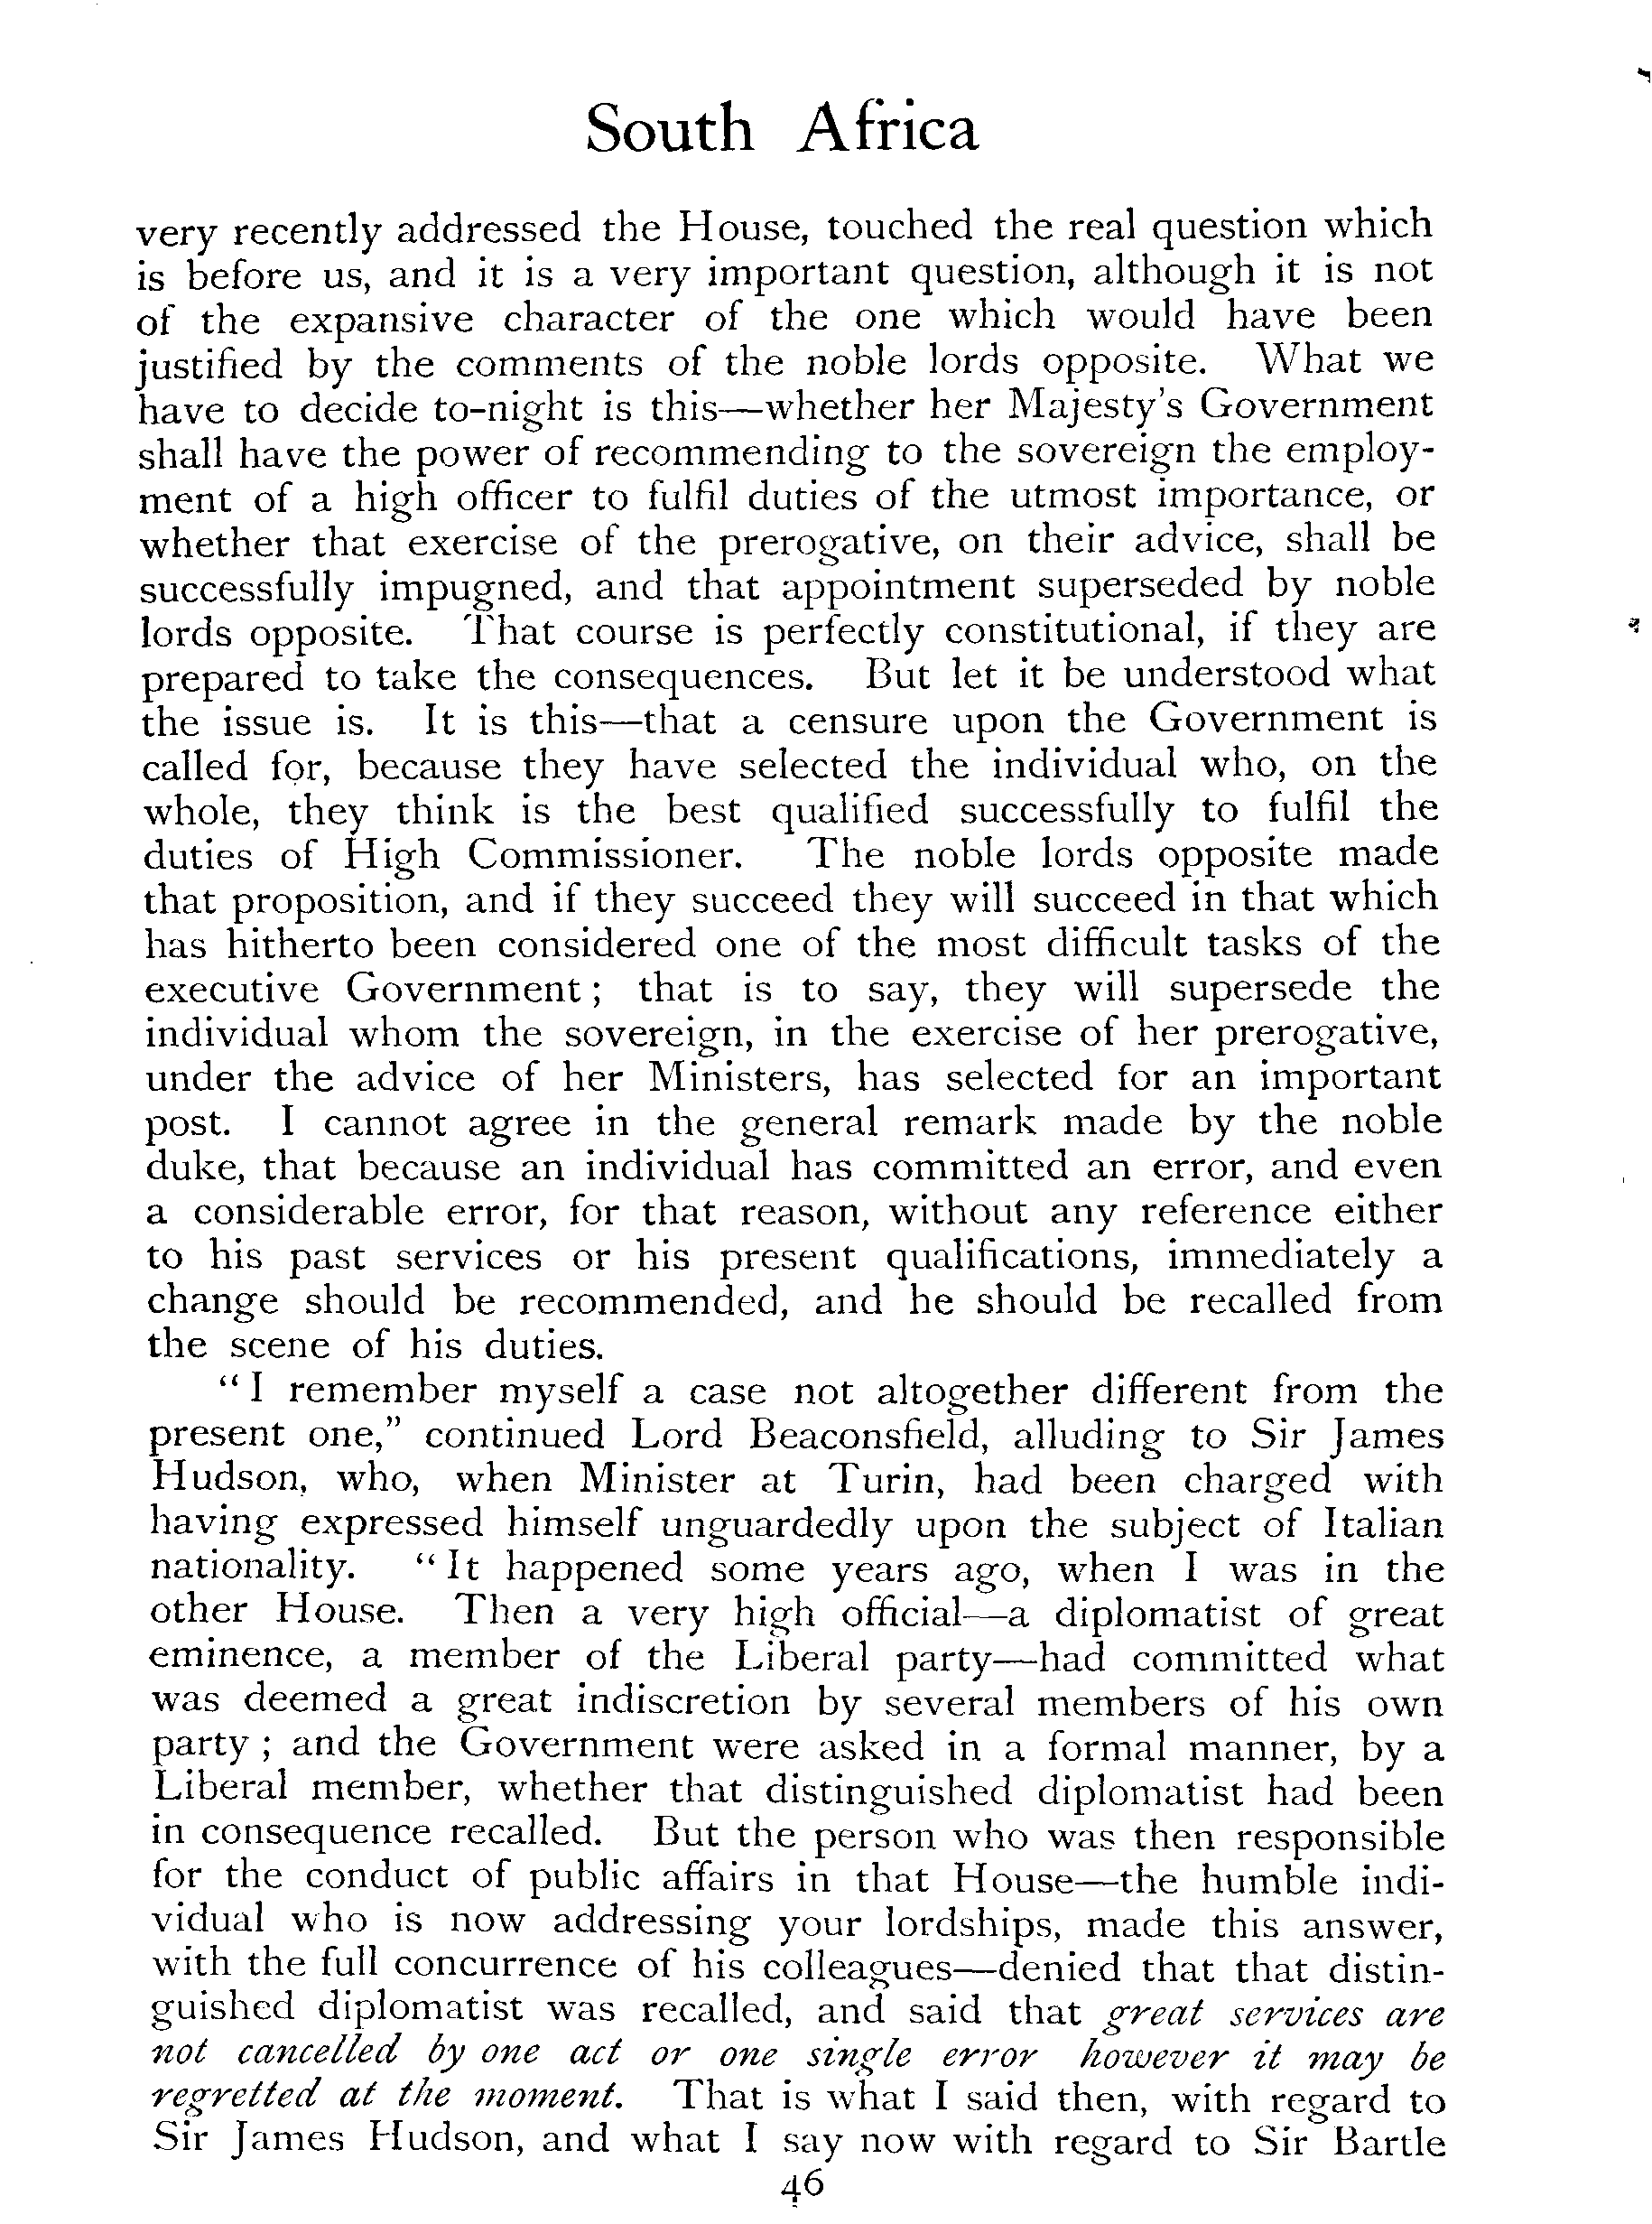 South Africa
very recently addressed the House, touched the real question which
is before us, and it is a very important question, although it is not
of the expansive character of the one which would have been
justified by the comments of the noble lords opposite. What we
have to decide to-night is this—whether her Majesty's Government
shall have the power of recommending to the sovereign the employ-
ment of a high officer to fulfil duties of the utmost importance, or
whether that exercise of the prerogative, on their advice, shall be
successfully impugned, and that appointment superseded by noble
lords opposite. That course is perfectly constitutional, if they are
prepared to take the consequences. But let it be understood what
the issue is. It is this—that a censure upon the Government is
called for, because they have selected the individual who, on the
whole, they think is the best qualified successfully to fulfil the
duties of High Commissioner. The noble lords opposite made
that proposition, and if they succeed they will succeed in that which
has hitherto been considered one of the most difficult tasks of the
executive Government; that is to say, they will supersede the
individual whom the sovereign, in the exercise of her prerogative,
under the advice of her Ministers, has selected for an important
post. I cannot agree in the general remark made by the noble
duke, that because an individual has committed an error, and even
a considerable error, for that reason, without any reference either
to his past services or his present qualifications, immediately a
change should be recommended, and he should be recalled from
the scene of his duties.
"I remember myself a case not altogether different from the
present one," continued Lord Beaconsfield, alluding to Sir James
Hudson, who, when Minister at Turin, had been charged with
having expressed himself unguardedly upon the subject of Italian
nationality. "It happened some years ago, when I was in the
other House. Then a very high official—a diplomatist of great
eminence, a member of the Liberal party—had committed what
was deemed a great indiscretion by several members of his own
party; and the Government were asked in a formal manner, by a
Liberal member, whether that distinguished diplomatist had been
in consequence recalled. But the person who was then responsible
for the conduct of public affairs in that House—the humble indi-
vidual who is now addressing your lordships, made this answer,
with the full concurrence of his colleagues—denied that that distin-
guished diplomatist was recalled, and said that great services are
not cancelled by one act or one single error however it may be
regretted at the moment. That is what I said then, with regard to
Sir James Hudson, and what I say now with regard to Sir Bartle
46